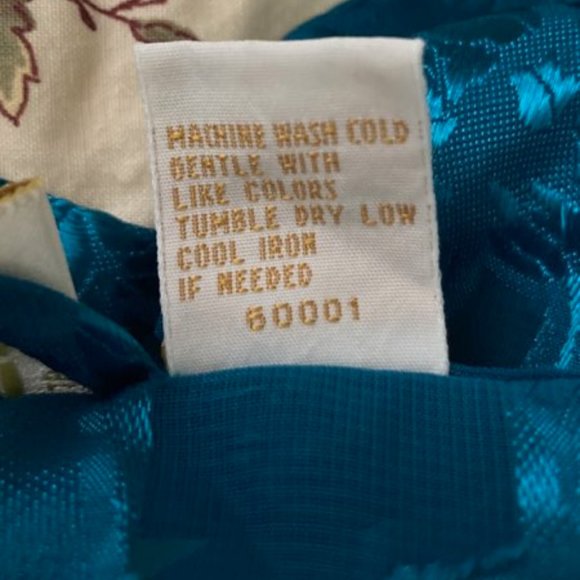 MACHINE WASH COLD
GENTLE WITH
LIKE COLORS
TUMBLE DRY LOW
COOL IRON
IF NEEDED
60001